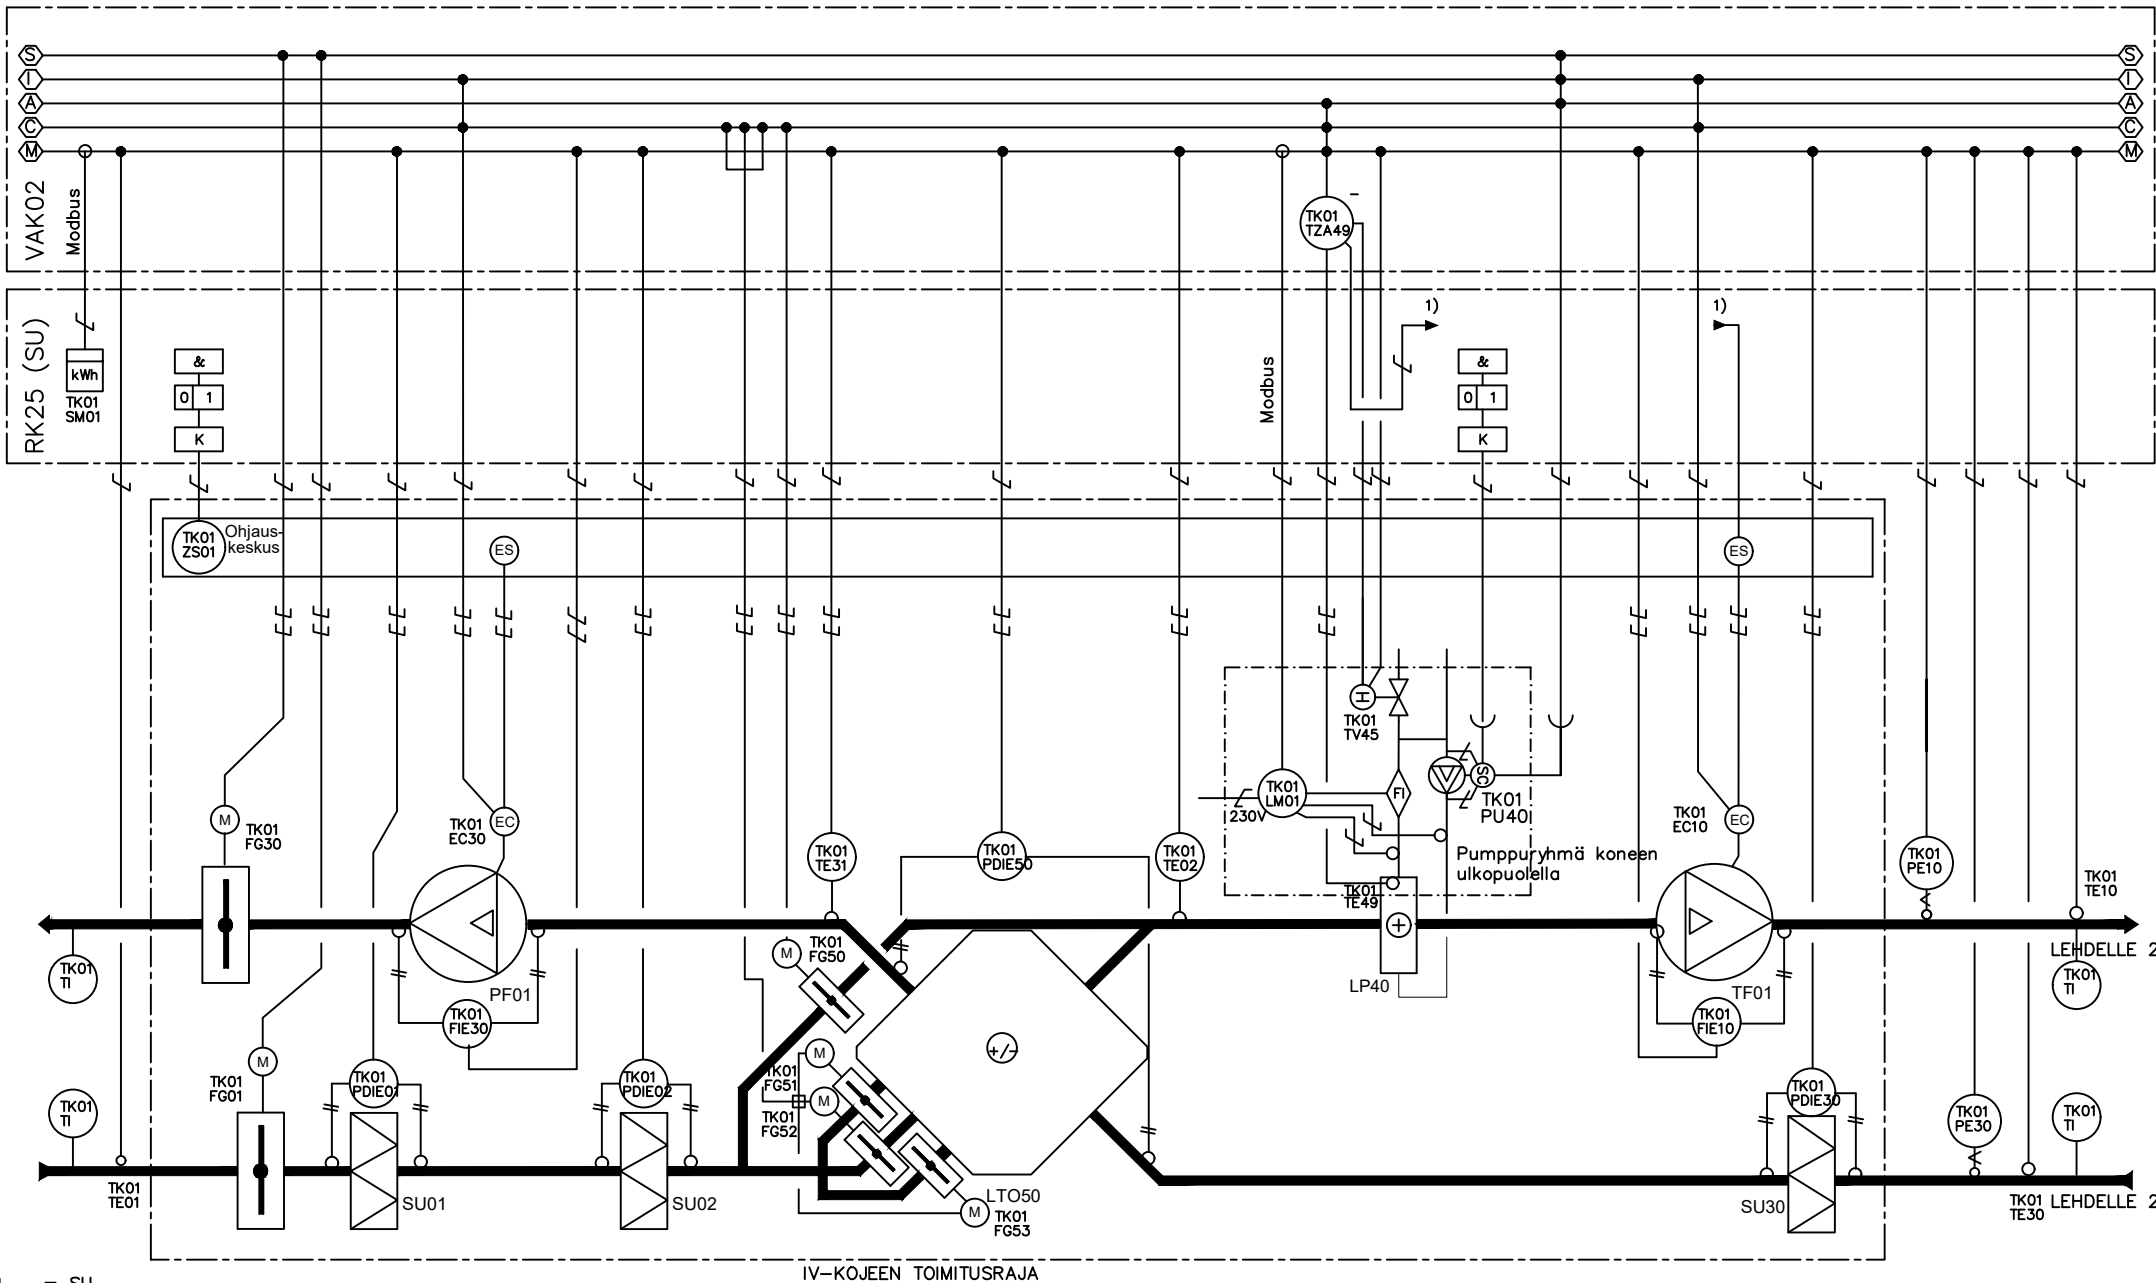 S
S
I
I
A
A
C
C
M
M
VAK02
Modbus
TK01
TZA49
-
RK25 (SU)
kWh
TK01
SM01
&
0 1
K
Modbus
1)
&
0 1
K
1)
TK01
ZS01
Ohjaus-
keskus
ES
ES
M
TK01
FG30
TK01
EC30
EC
TK01
TE31
TK01
PDIE50
TK01
TE02
TK01
TV45
TK01
LM01
230V
FI
SC
TK01
PU40
Pumppuryhmä koneen
ulkopuolella
TK01
TE49
LP40
TK01
EC10
EC
TK01
PE10
TK01
TE10
LEHDELLE 2
TK01
TI
TK01
TI
PF01
TK01
FIE30
M
TK01
FG50
+/-
TF01
TK01
FIE10
M
TK01
FG01
TK01
TI
TK01
TE01
TK01
PDIE01
SU01
TK01
PDIE02
SU02
M
TK01
FG51
M
TK01
FG52
LTO50
M
TK01
FG53
TK01
PDIE30
SU30
TK01
PE30
TK01
TI
TK01
TE30
LEHDELLE 2
IV-KOJEEN TOIMITUSRAJA